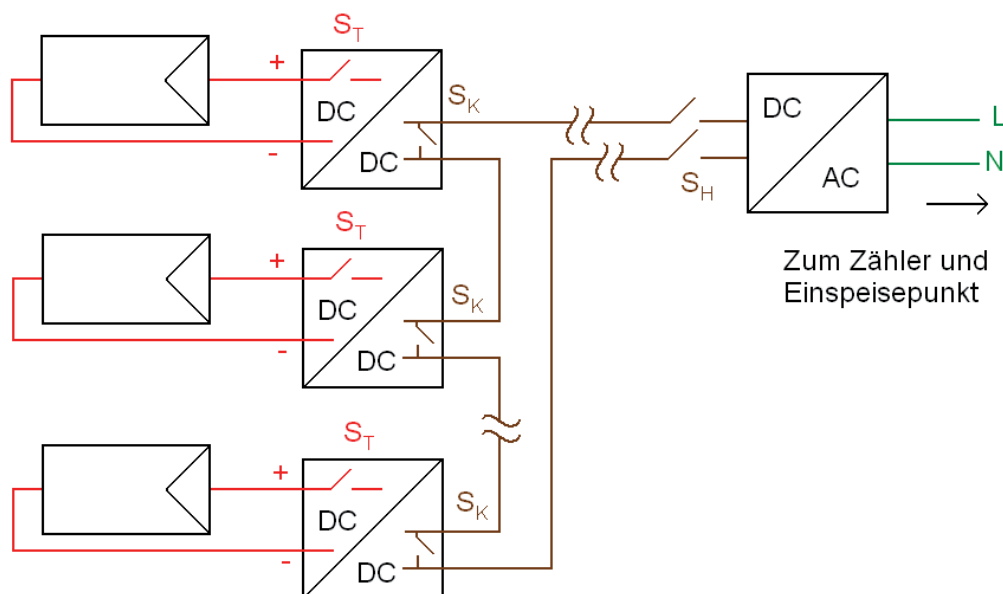 S_T
+
DC
DC
-
S_K
S_H
DC
AC
L
N
Zum Zähler und
Einspeisepunkt
S_T
+
DC
DC
-
S_K
S_T
+
DC
DC
-
S_K